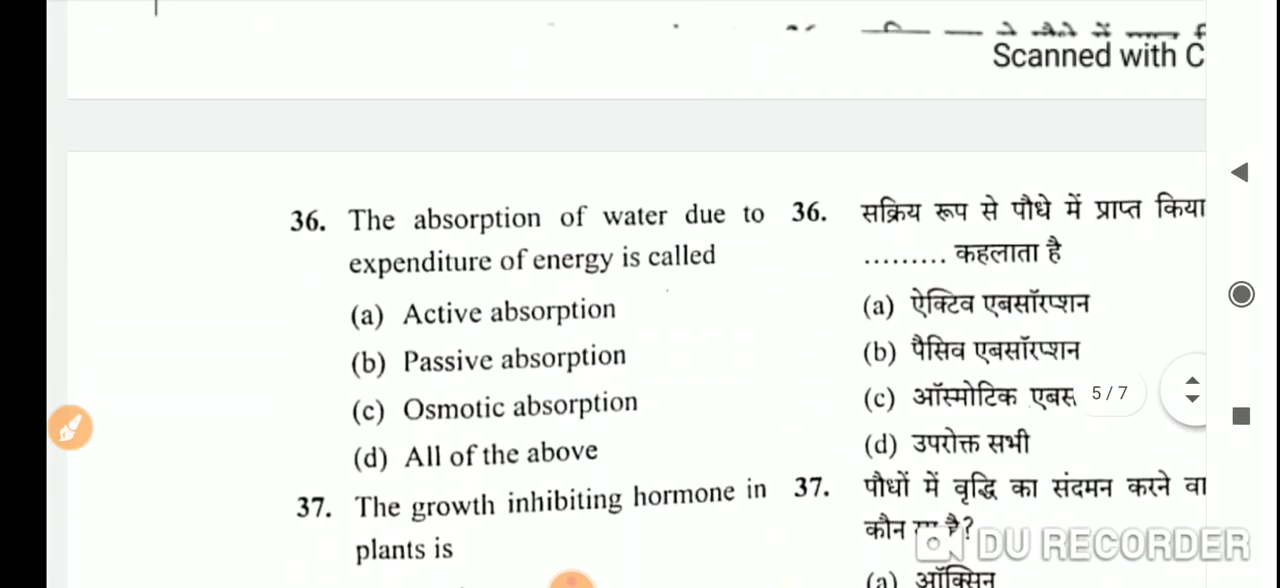 Scanned with C
36. The absorption of water due to
expenditure of energy is called
(a) Active absorption
(b) Passive absorption
(c) Osmotic absorption
(d) All of the above
37. The growth inhibiting hormone in
plants is
36. सक्रिय रूप से पौधे में प्राप्त किया
......... कहलाता है
(a) ऐक्टिव एबसॉरप्शन
(b) पैसिव एबसॉरप्शन
(c) ऑस्मोटिक एबस
(d) उपरोक्त सभी
37. पौधों में वृद्धि का संदमन करने वा
कौन है?
(a) ऑक्सिन
5 / 7
DU RECORDER